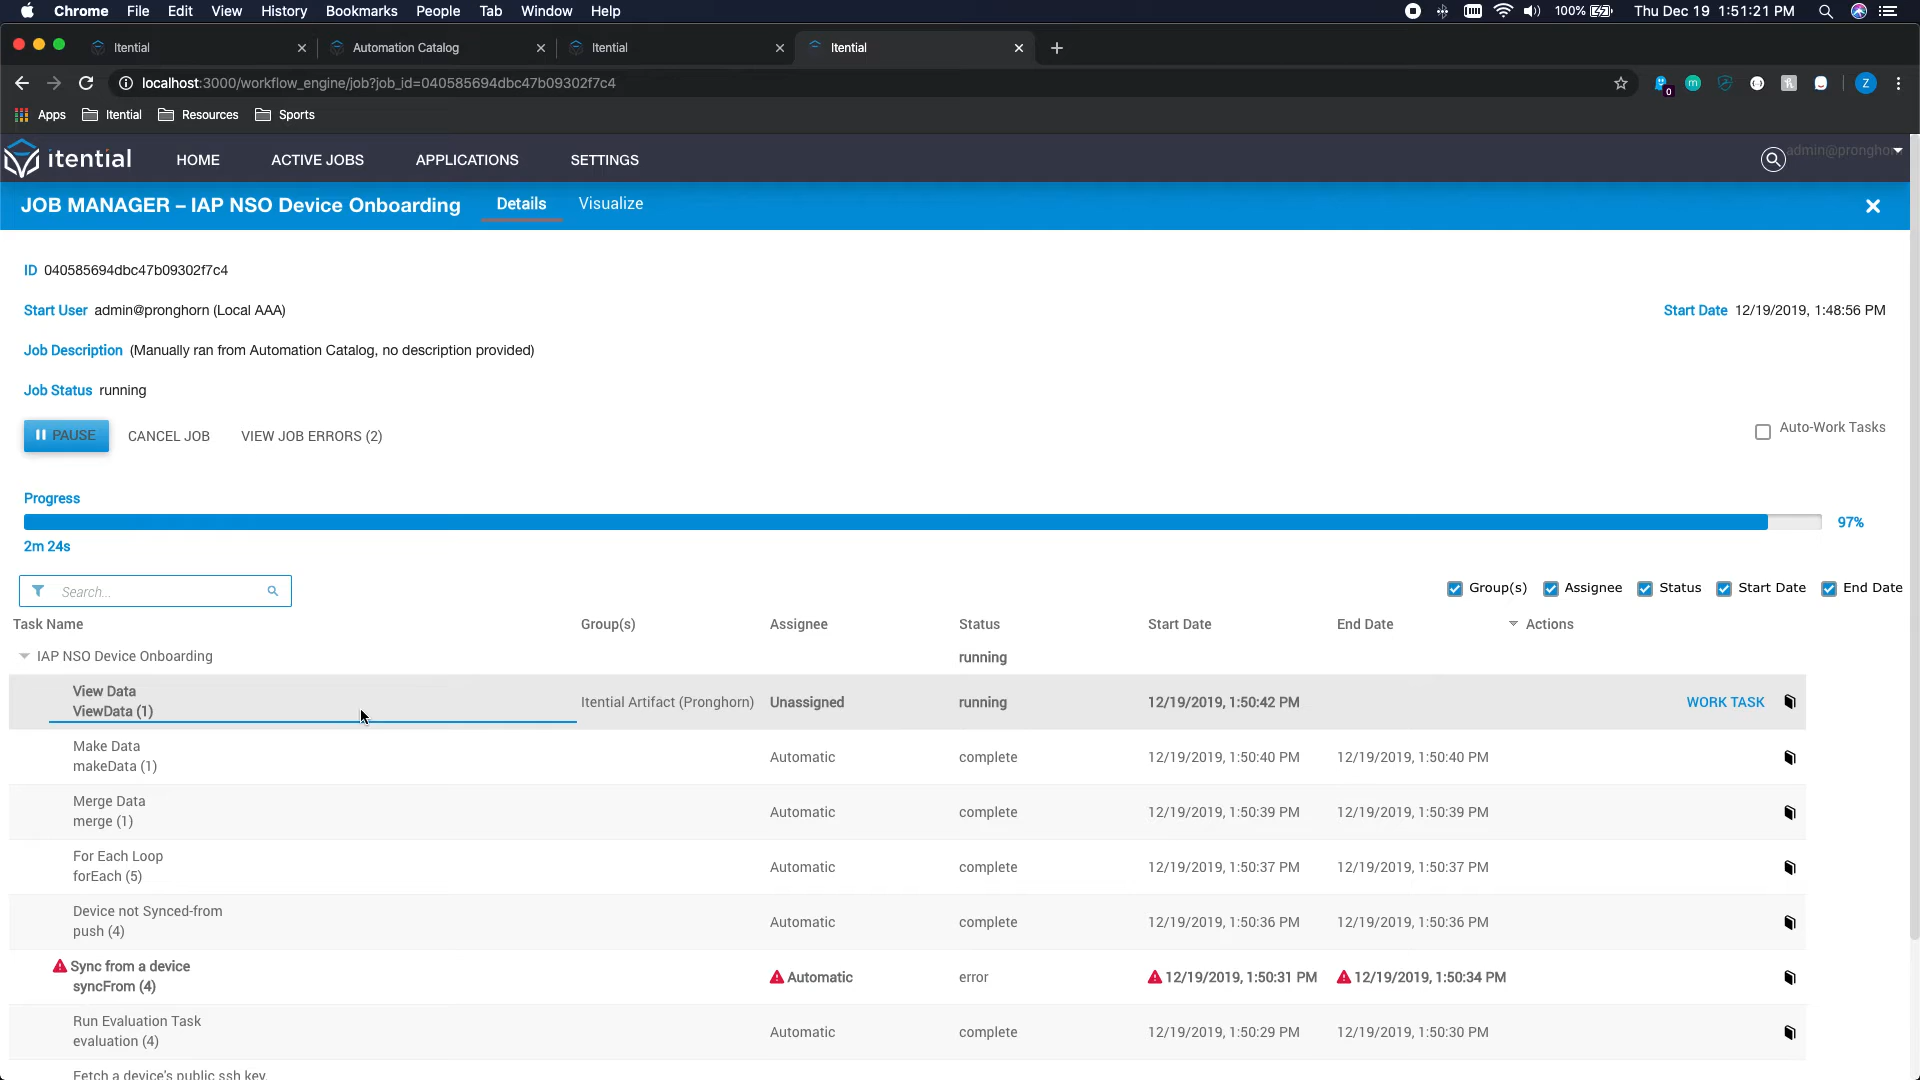 Chrome File Edit View History Bookmarks People Tab Window Help 100% Thu Dec 19 1:51:21 PM
Itential Automation Catalog Itential Itential
localhost:3000/workflow_engine/job?job_id=040585694dbc47b09302f7c4
Apps Itential Resources Sports
itential HOME ACTIVE JOBS APPLICATIONS SETTINGS
JOB MANAGER – IAP NSO Device Onboarding Details Visualize
ID 040585694dbc47b09302f7c4
Start User admin@pronghorn (Local AAA) Start Date 12/19/2019, 1:48:56 PM
Job Description (Manually ran from Automation Catalog, no description provided)
Job Status running
PAUSE CANCEL JOB VIEW JOB ERRORS (2) Auto-Work Tasks
Progress
97%
2m 24s
Search... Group(s) Assignee Status Start Date End Date
Task Name Group(s) Assignee Status Start Date End Date Actions
IAP NSO Device Onboarding running
View Data
ViewData (1) Itential Artifact (Pronghorn) Unassigned running 12/19/2019, 1:50:42 PM WORK TASK
Make Data
makeData (1) Automatic complete 12/19/2019, 1:50:40 PM 12/19/2019, 1:50:40 PM
Merge Data
merge (1) Automatic complete 12/19/2019, 1:50:39 PM 12/19/2019, 1:50:39 PM
For Each Loop
forEach (5) Automatic complete 12/19/2019, 1:50:37 PM 12/19/2019, 1:50:37 PM
Device not Synced-from
push (4) Automatic complete 12/19/2019, 1:50:36 PM 12/19/2019, 1:50:36 PM
Sync from a device
syncFrom (4) Automatic error 12/19/2019, 1:50:31 PM 12/19/2019, 1:50:34 PM
Run Evaluation Task
evaluation (4) Automatic complete 12/19/2019, 1:50:29 PM 12/19/2019, 1:50:30 PM
Fetch a device's public ssh key.